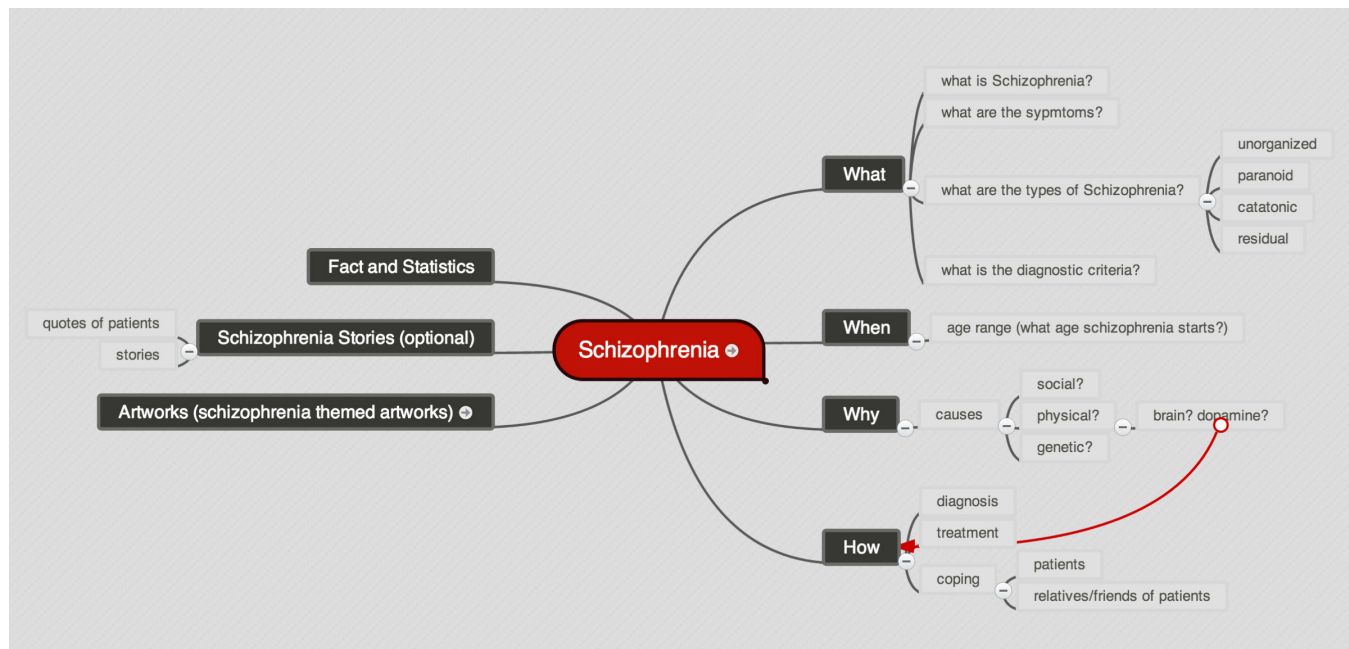 Schizophrenia
What
what is Schizophrenia?
what are the sypmtoms?
what are the types of Schizophrenia?
unorganized
paranoid
catatonic
residual
what is the diagnostic criteria?
When
age range (what age schizophrenia starts?)
Why
causes
social?
physical?
brain? dopamine?
genetic?
How
diagnosis
treatment
coping
patients
relatives/friends of patients
Fact and Statistics
Schizophrenia Stories (optional)
quotes of patients
stories
Artworks (schizophrenia themed artworks)